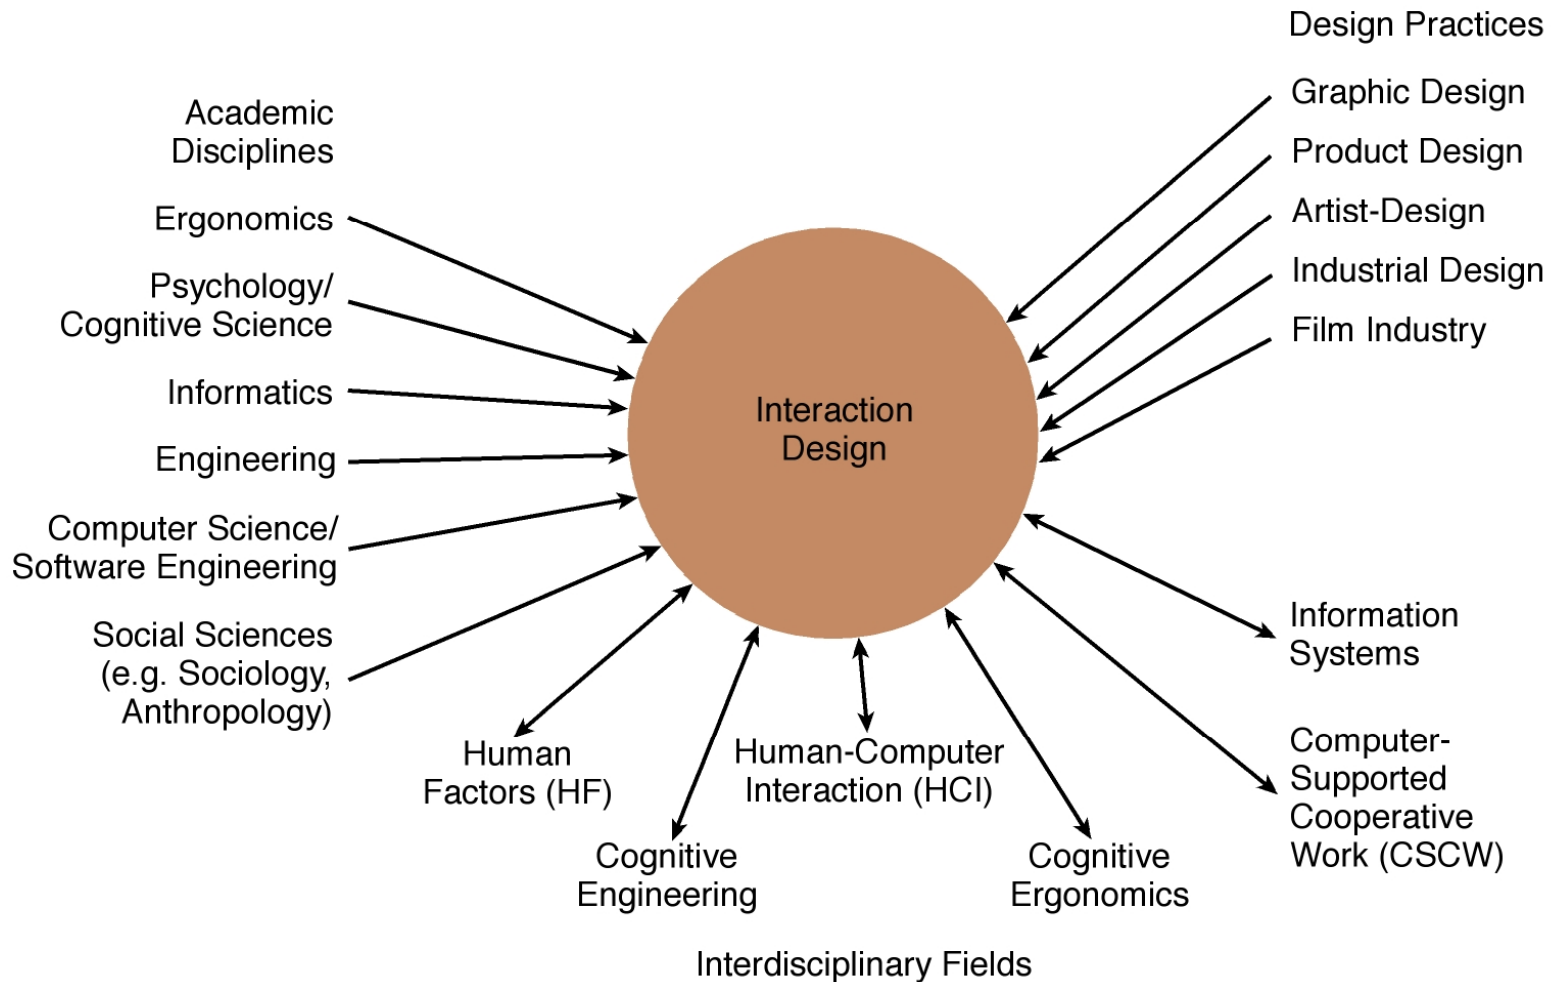 Academic
Disciplines
Ergonomics
Psychology/
Cognitive Science
Informatics
Engineering
Computer Science/
Software Engineering
Social Sciences
(e.g. Sociology,
Anthropology)
Interaction
Design
Design Practices
Graphic Design
Product Design
Artist-Design
Industrial Design
Film Industry
Information
Systems
Computer-
Supported
Cooperative
Work (CSCW)
Human
Factors (HF)
Cognitive
Engineering
Human-Computer
Interaction (HCI)
Cognitive
Ergonomics
Interdisciplinary Fields